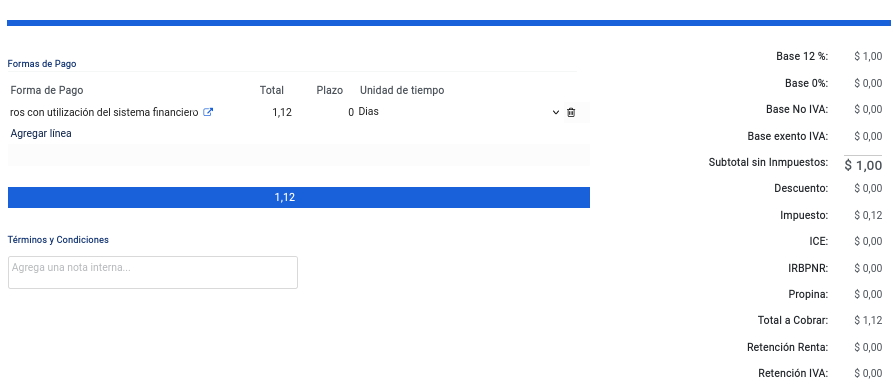 Formas de Pago
Forma de Pago Total Plazo Unidad de tiempo
ros con utilización del sistema financiero 1,12 0 Dias
Agregar línea
1,12
Términos y Condiciones
Agrega una nota interna...
Base 12 %: $ 1,00
Base 0%: $ 0,00
Base No IVA: $ 0,00
Base exento IVA: $ 0,00
Subtotal sin Inmpuestos: $ 1,00
Descuento: $ 0,00
Impuesto: $ 0,12
ICE: $ 0,00
IRBPNR: $ 0,00
Propina: $ 0,00
Total a Cobrar: $ 1,12
Retención Renta: $ 0,00
Retención IVA: $ 0,00